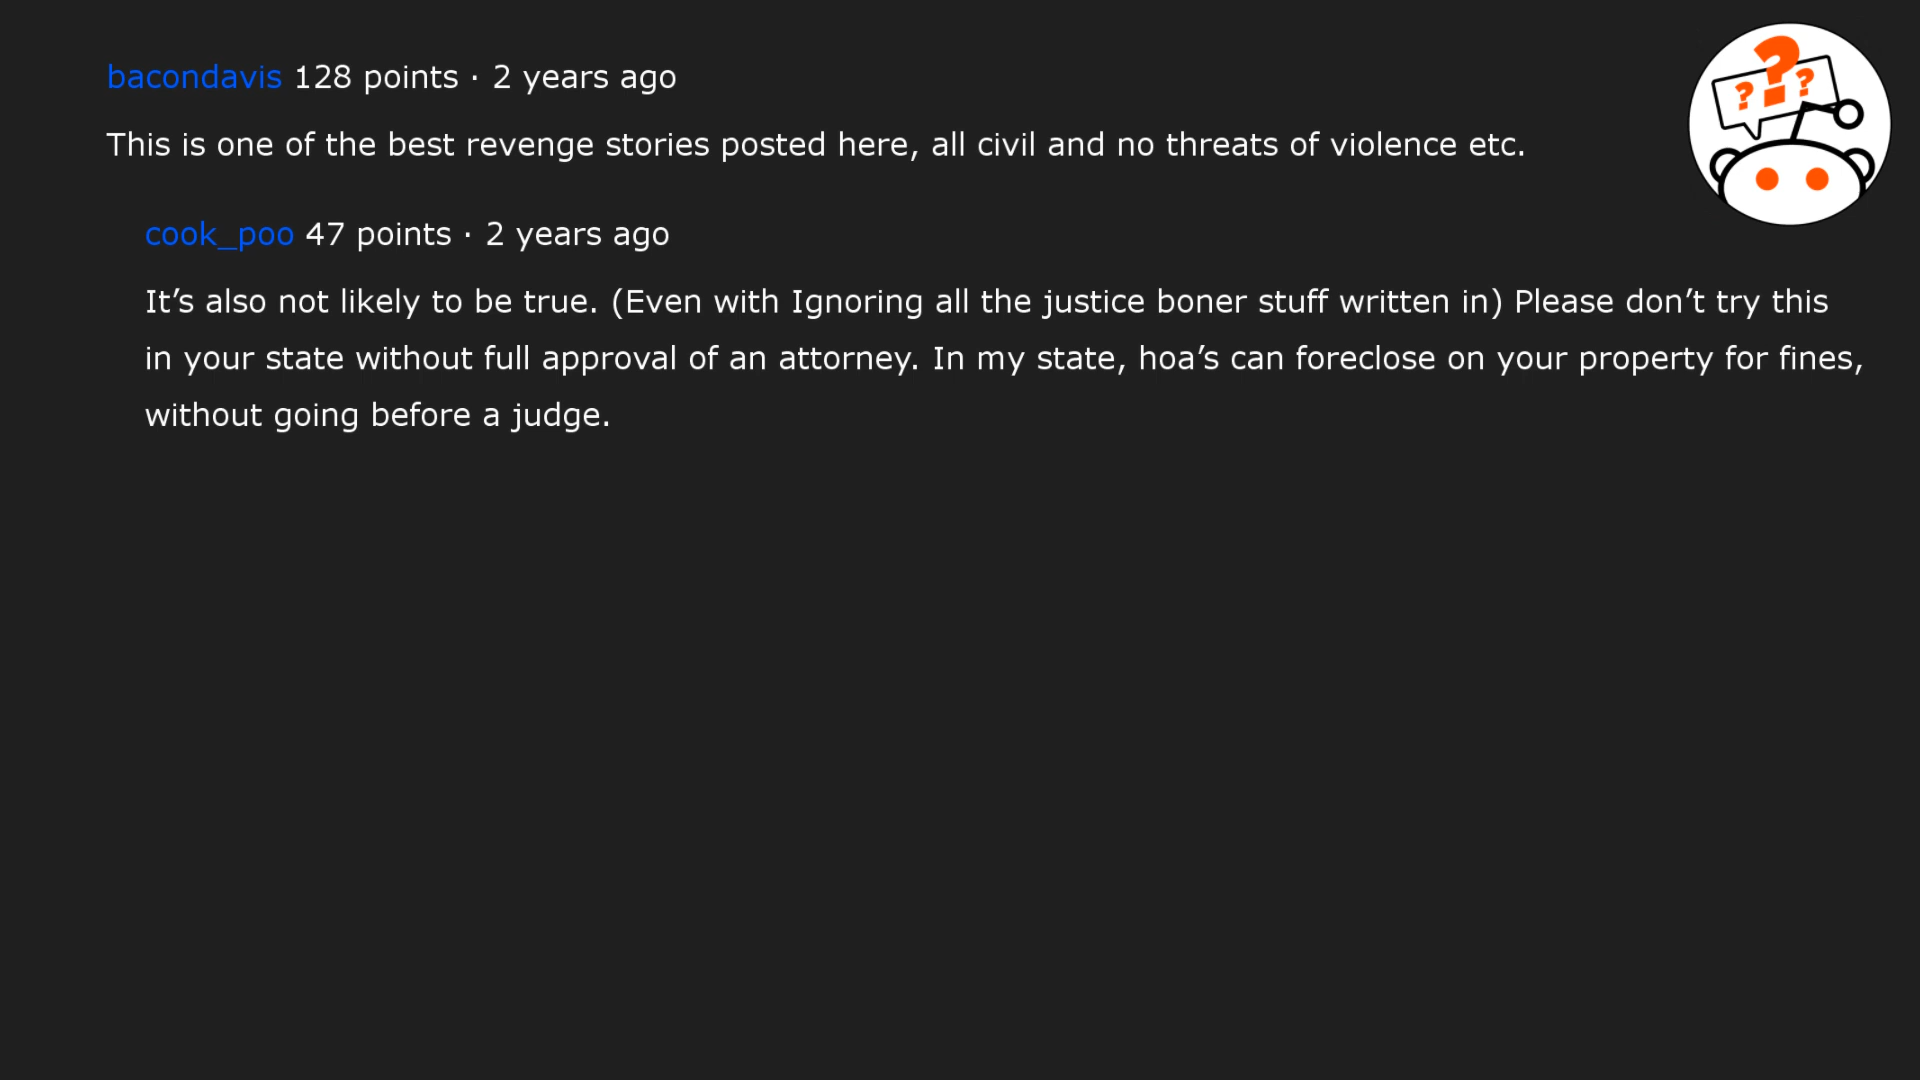 bacondavis 128 points · 2 years ago
This is one of the best revenge stories posted here, all civil and no threats of violence etc.
cook_poo 47 points · 2 years ago
It’s also not likely to be true. (Even with Ignoring all the justice boner stuff written in) Please don’t try this
in your state without full approval of an attorney. In my state, hoa’s can foreclose on your property for fines,
without going before a judge.
? ? ?